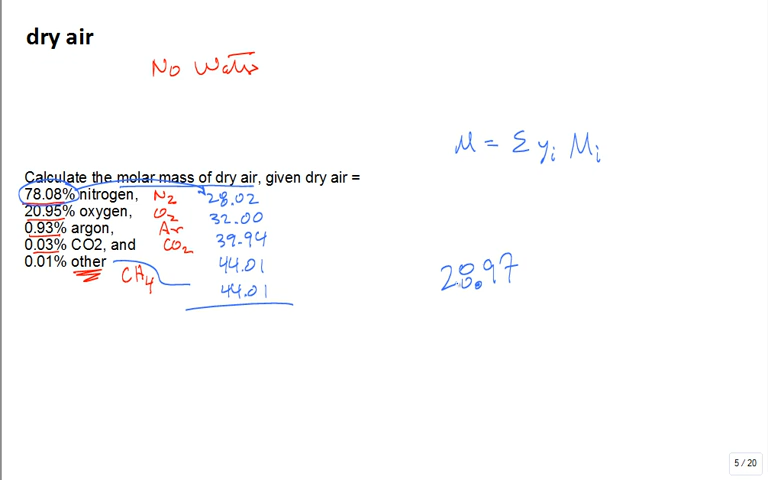 dry air
No Water
M = Σ yᵢ Mᵢ
Calculate the molar mass of dry air, given dry air =
78.08% nitrogen, N₂ 28.02
20.95% oxygen, O₂ 32.00
0.93% argon, Ar 39.94
0.03% CO2, and CO₂ 44.01
0.01% other CH₄ 44.01
28.97
5 / 20